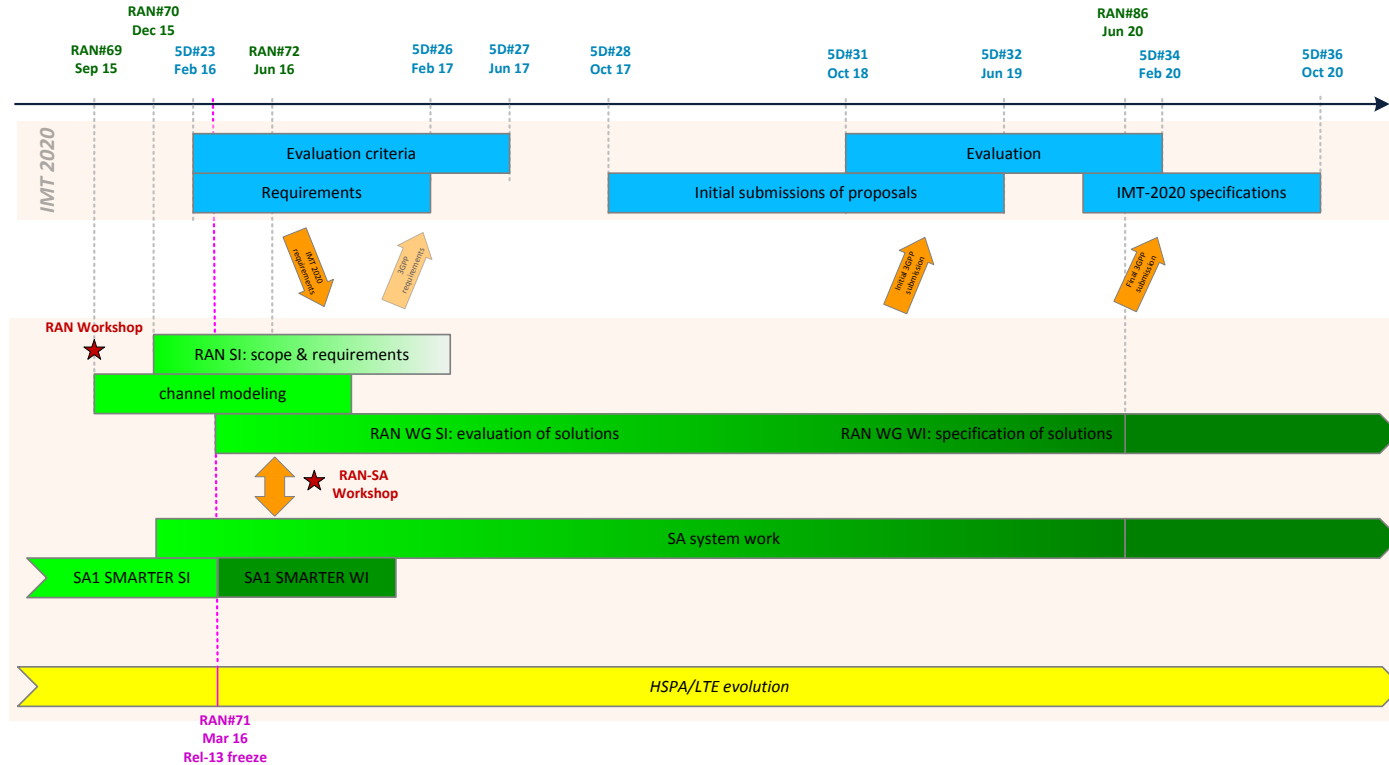 RAN#70
Dec 15
RAN#86
Jun 20
RAN#69
Sep 15
5D#23
Feb 16
RAN#72
Jun 16
5D#26
Feb 17
5D#27
Jun 17
5D#28
Oct 17
5D#31
Oct 18
5D#32
Jun 19
5D#34
Feb 20
5D#36
Oct 20
IMT 2020
Evaluation criteria
Evaluation
Requirements
Initial submissions of proposals
IMT-2020 specifications
IMT 2020
requirements
3GPP
requirements
Initial 3GPP
submission
Final 3GPP
submission
RAN Workshop
RAN SI: scope & requirements
channel modeling
RAN WG SI: evaluation of solutions
RAN WG WI: specification of solutions
RAN-SA
Workshop
SA system work
SA1 SMARTER SI
SA1 SMARTER WI
HSPA/LTE evolution
RAN#71
Mar 16
Rel-13 freeze